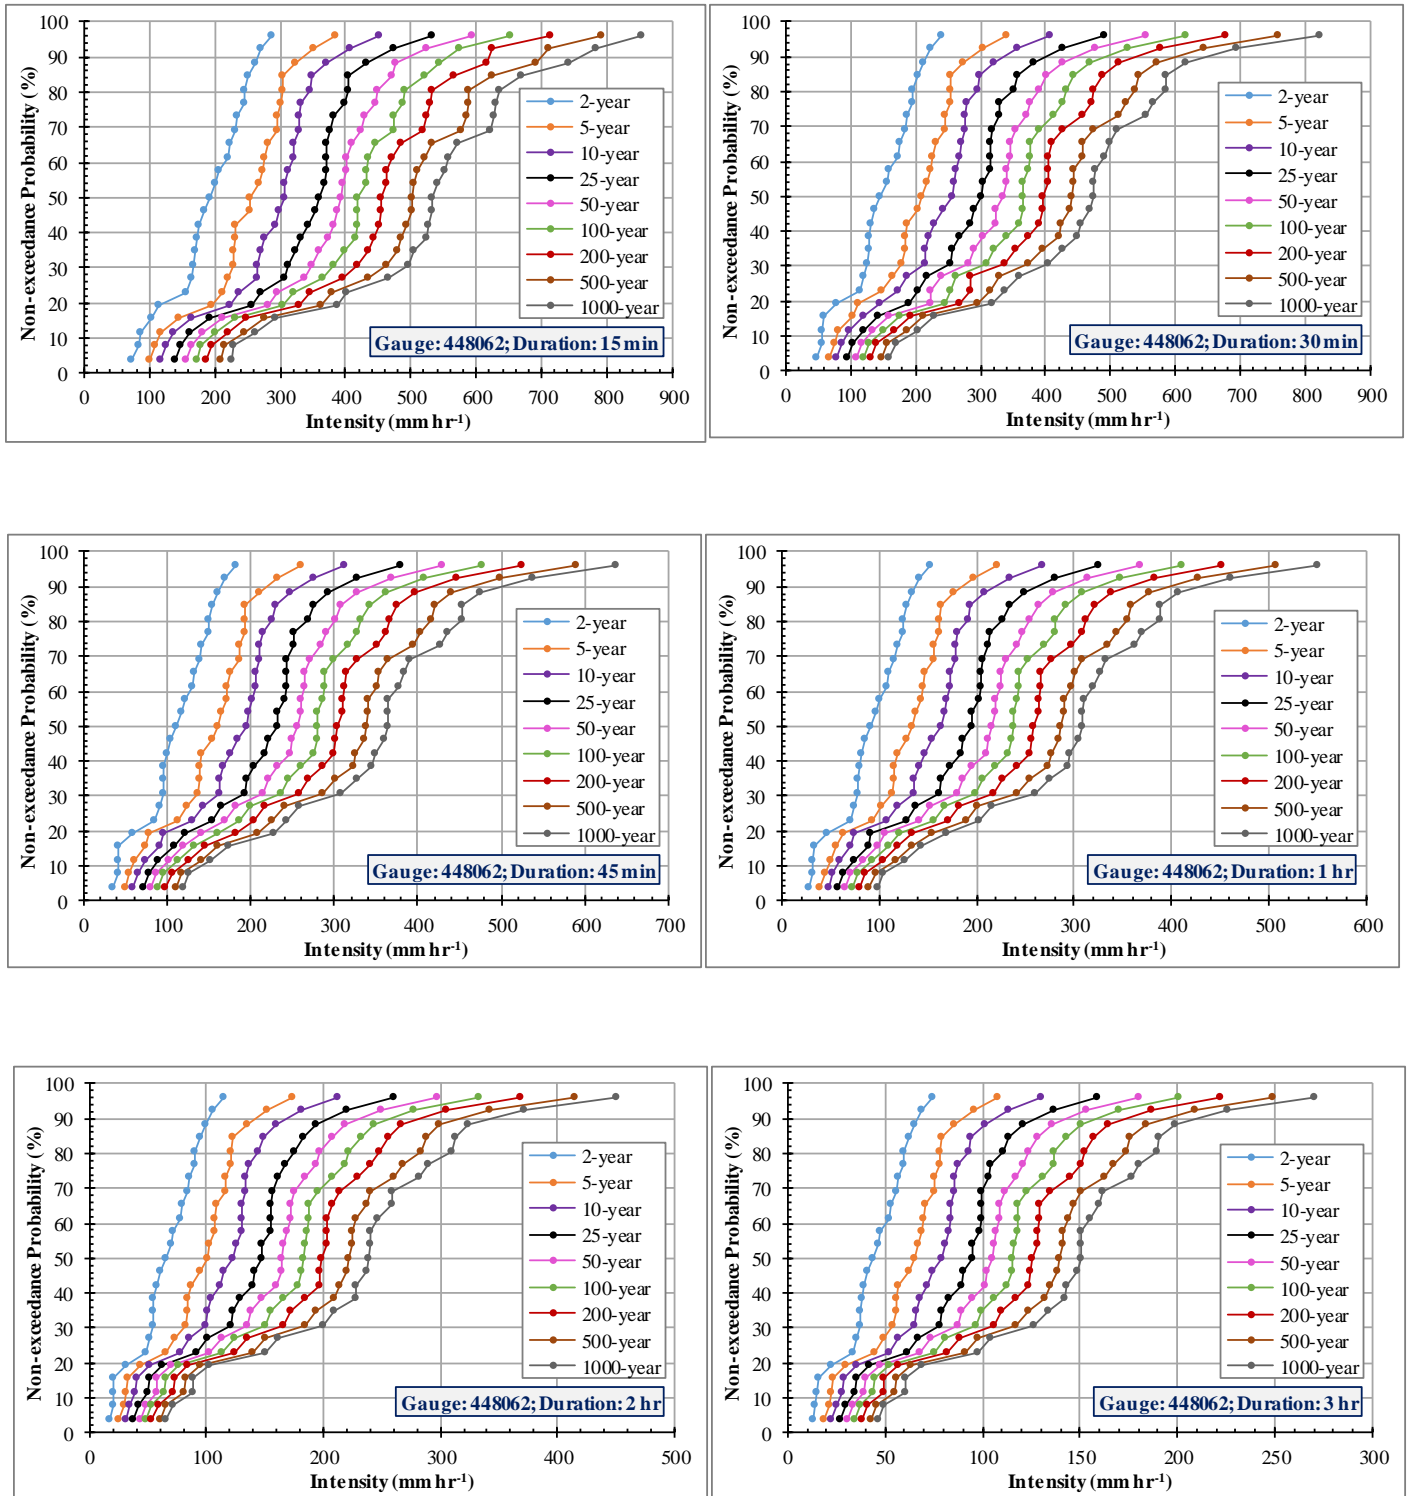 Non-exceedance Probability (%)
100
90
80
70
60
50
40
30
20
10
0
2-year
5-year
10-year
25-year
50-year
100-year
200-year
500-year
1000-year
Gauge: 448062; Duration: 15 min
0 100 200 300 400 500 600 700 800 900
Intensity (mm hr-1)
Non-exceedance Probability (%)
100
90
80
70
60
50
40
30
20
10
0
2-year
5-year
10-year
25-year
50-year
100-year
200-year
500-year
1000-year
Gauge: 448062; Duration: 30 min
0 100 200 300 400 500 600 700 800 900
Intensity (mm hr-1)
Non-exceedance Probability (%)
100
90
80
70
60
50
40
30
20
10
0
2-year
5-year
10-year
25-year
50-year
100-year
200-year
500-year
1000-year
Gauge: 448062; Duration: 45 min
0 100 200 300 400 500 600 700
Intensity (mm hr-1)
Non-exceedance Probability (%)
100
90
80
70
60
50
40
30
20
10
0
2-year
5-year
10-year
25-year
50-year
100-year
200-year
500-year
1000-year
Gauge: 448062; Duration: 1 hr
0 100 200 300 400 500 600
Intensity (mm hr-1)
Non-exceedance Probability (%)
100
90
80
70
60
50
40
30
20
10
0
2-year
5-year
10-year
25-year
50-year
100-year
200-year
500-year
1000-year
Gauge: 448062; Duration: 2 hr
0 100 200 300 400 500
Intensity (mm hr-1)
Non-exceedance Probability (%)
100
90
80
70
60
50
40
30
20
10
0
2-year
5-year
10-year
25-year
50-year
100-year
200-year
500-year
1000-year
Gauge: 448062; Duration: 3 hr
0 50 100 150 200 250 300
Intensity (mm hr-1)